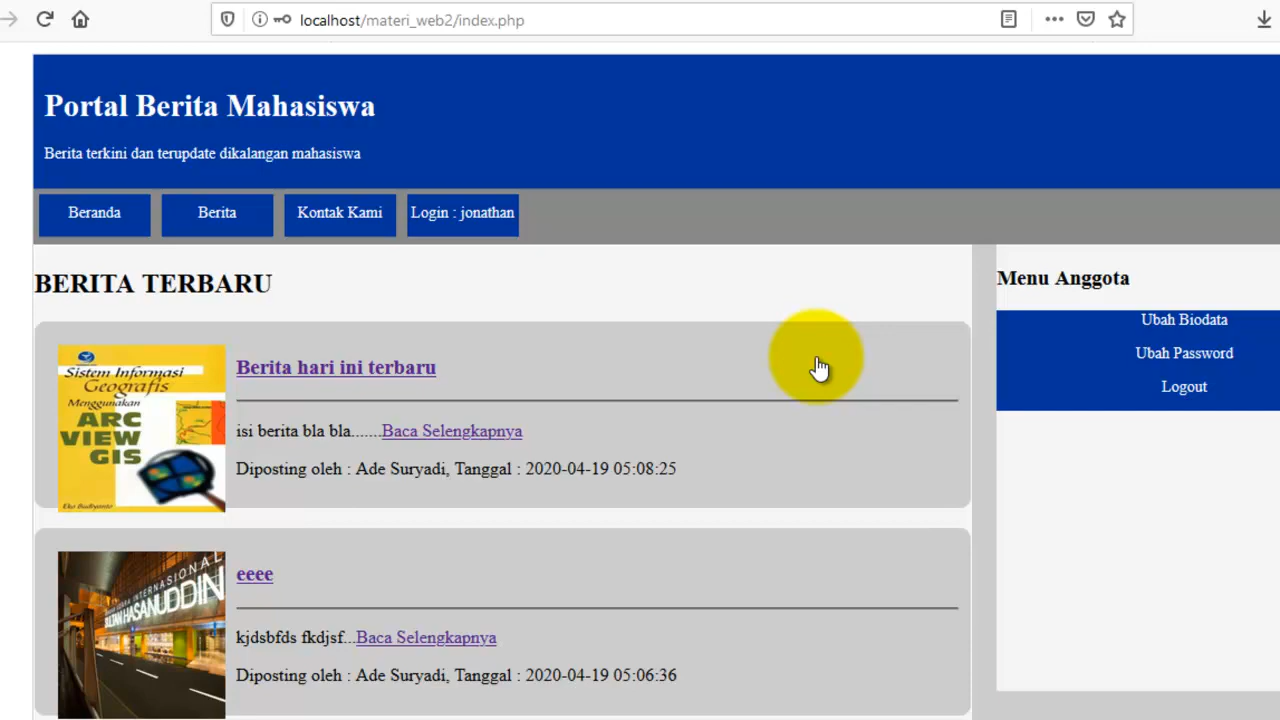 localhost/materi_web2/index.php
Portal Berita Mahasiswa
Berita terkini dan terupdate dikalangan mahasiswa
Beranda
Berita
Kontak Kami
Login : jonathan
BERITA TERBARU
Sistem Informasi
Geografis
Menggunakan
ARC
VIEW
GIS
Eko Budiyanto
Berita hari ini terbaru
isi berita bla bla.......Baca Selengkapnya
Diposting oleh : Ade Suryadi, Tanggal : 2020-04-19 05:08:25
INTERNASIONAL
SULTAN HASANUDDIN
eeee
kjdsbfds fkdjsf...Baca Selengkapnya
Diposting oleh : Ade Suryadi, Tanggal : 2020-04-19 05:06:36
Menu Anggota
Ubah Biodata
Ubah Password
Logout